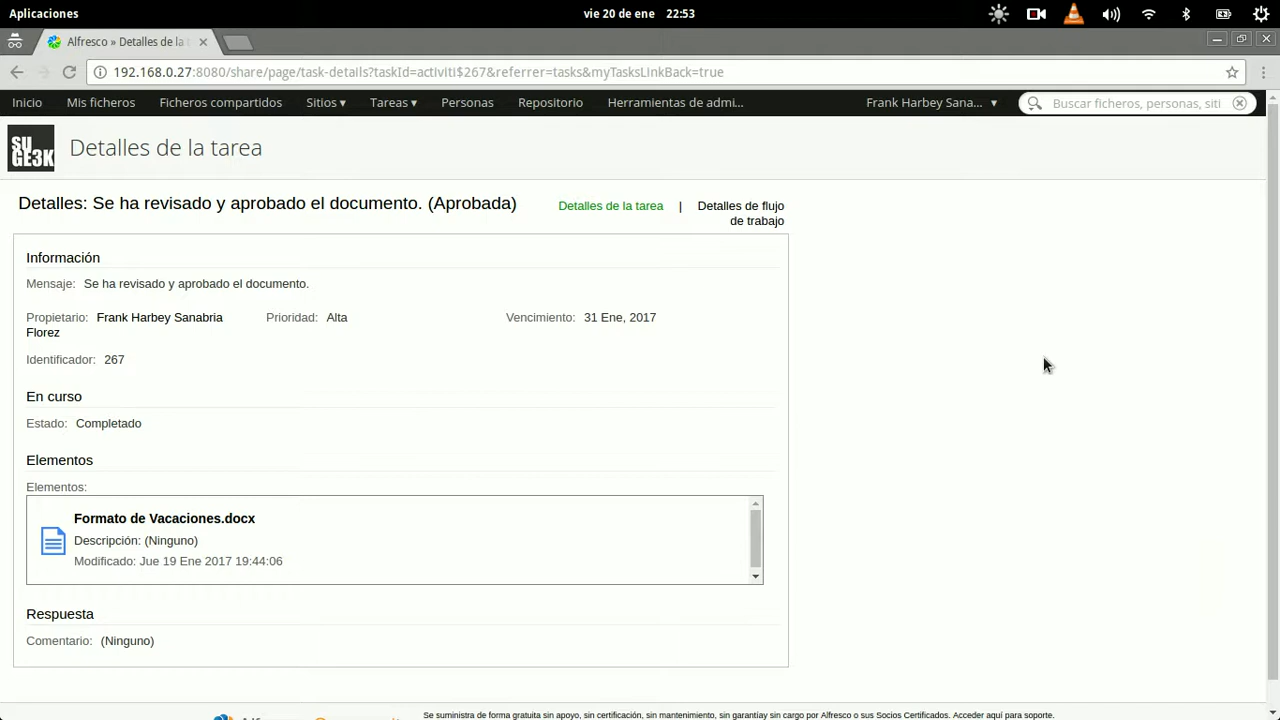 Aplicaciones
vie 20 de ene 22:53
Alfresco » Detalles de la
192.168.0.27:8080/share/page/task-details?taskId=activiti$267&referrer=tasks&myTasksLinkBack=true
Inicio Mis ficheros Ficheros compartidos Sitios ▾ Tareas ▾ Personas Repositorio Herramientas de admi... Frank Harbey Sana... ▾ Buscar ficheros, personas, siti
SU GE3K
Detalles de la tarea
Detalles: Se ha revisado y aprobado el documento. (Aprobada)
Detalles de la tarea | Detalles de flujo
de trabajo
Información
Mensaje: Se ha revisado y aprobado el documento.
Propietario: Frank Harbey Sanabria Prioridad: Alta Vencimiento: 31 Ene, 2017
Florez
Identificador: 267
En curso
Estado: Completado
Elementos
Elementos:
Formato de Vacaciones.docx
Descripción: (Ninguno)
Modificado: Jue 19 Ene 2017 19:44:06
Respuesta
Comentario: (Ninguno)
Se suministra de forma gratuita sin apoyo, sin certificación, sin mantenimiento, sin garantíay sin cargo por Alfresco o sus Socios Certificados. Acceder aquí para soporte.